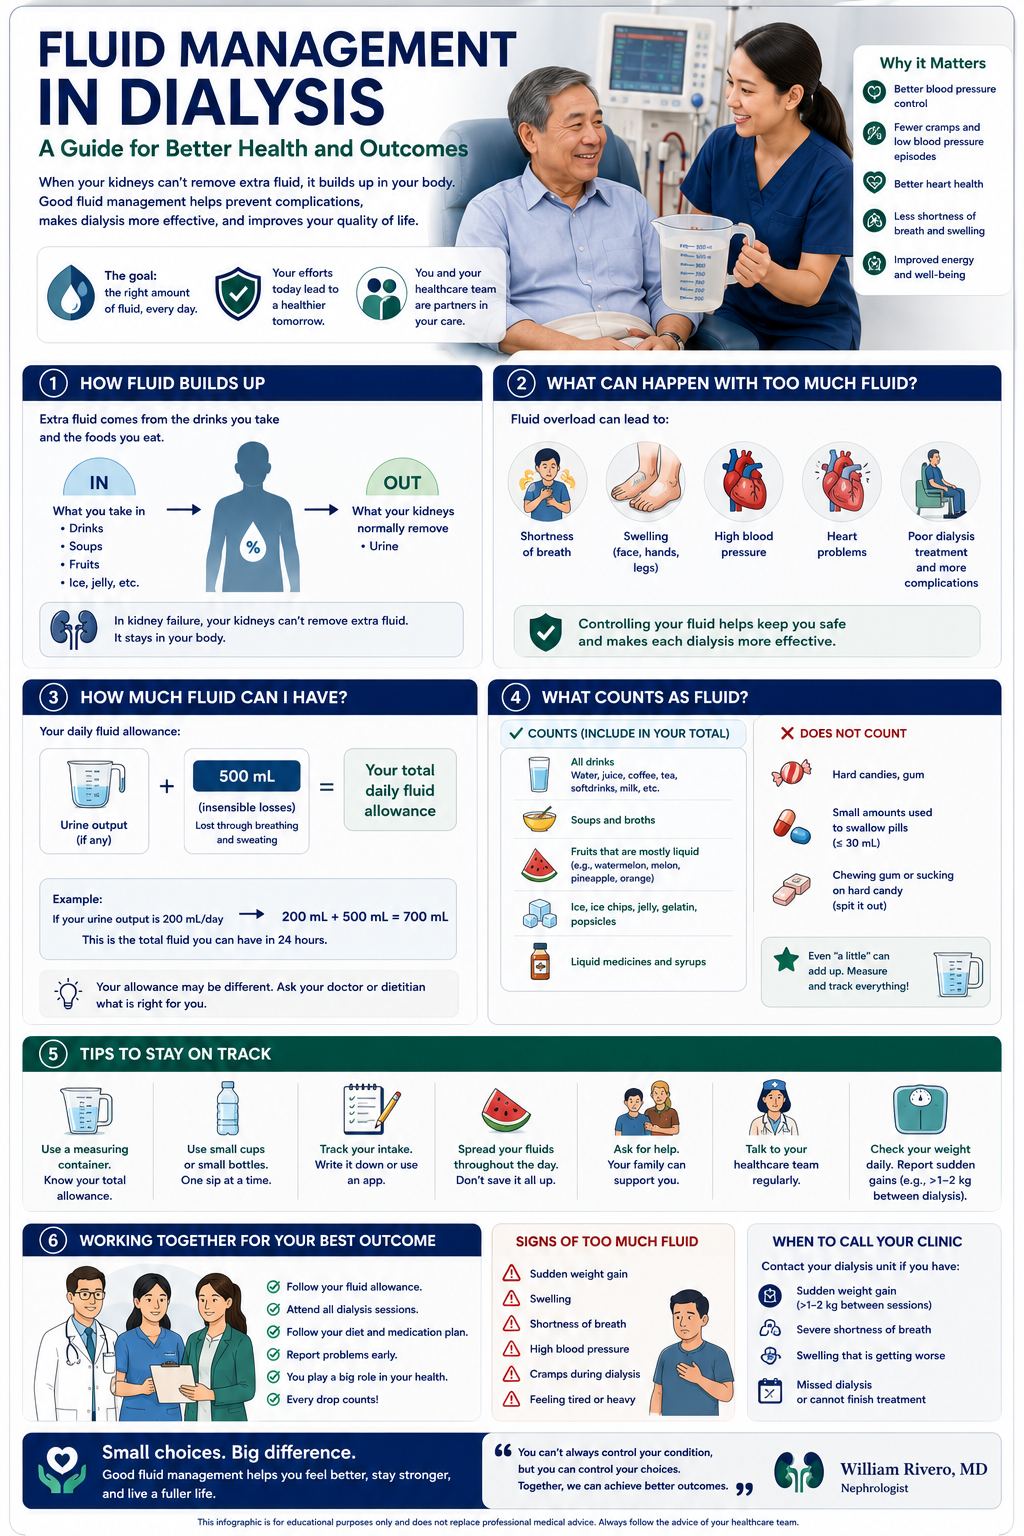 FLUID MANAGEMENT
IN DIALYSIS
A Guide for Better Health and Outcomes
When your kidneys can't remove extra fluid, it builds up in your body.
Good fluid management helps prevent complications,
makes dialysis more effective, and improves your quality of life.
The goal:
the right amount
of fluid, every day.
Your efforts
today lead to
a healthier
tomorrow.
You and your
healthcare team
are partners in
your care.
Why it Matters
Better blood pressure
control
Fewer cramps and
low blood pressure
episodes
Better heart health
Less shortness of
breath and swelling
Improved energy
and well-being
1 HOW FLUID BUILDS UP
Extra fluid comes from the drinks you take
and the foods you eat.
IN
What you take in
• Drinks
• Soups
• Fruits
• Ice, jelly, etc.
%
OUT
What your kidneys
normally remove
• Urine
In kidney failure, your kidneys can't remove extra fluid.
It stays in your body.
2 WHAT CAN HAPPEN WITH TOO MUCH FLUID?
Fluid overload can lead to:
Shortness
of breath
Swelling
(face, hands,
legs)
High blood
pressure
Heart
problems
Poor dialysis
treatment
and more
complications
Controlling your fluid helps keep you safe
and makes each dialysis more effective.
3 HOW MUCH FLUID CAN I HAVE?
Your daily fluid allowance:
Urine output
(if any)
+
500 mL
(insensible losses)
Lost through breathing
and sweating
=
Your total
daily fluid
allowance
Example:
If your urine output is 200 mL/day
200 mL + 500 mL = 700 mL
This is the total fluid you can have in 24 hours.
Your allowance may be different. Ask your doctor or dietitian
what is right for you.
4 WHAT COUNTS AS FLUID?
COUNTS (INCLUDE IN YOUR TOTAL)
All drinks
Water, juice, coffee, tea,
softdrinks, milk, etc.
Soups and broths
Fruits that are mostly liquid
(e.g., watermelon, melon,
pineapple, orange)
Ice, ice chips, jelly, gelatin,
popsicles
Liquid medicines and syrups
DOES NOT COUNT
Hard candies, gum
Small amounts used
to swallow pills
(≤ 30 mL)
Chewing gum or sucking
on hard candy
(spit it out)
Even "a little" can
add up. Measure
and track everything!
5 TIPS TO STAY ON TRACK
Use a measuring
container.
Know your total
allowance.
Use small cups
or small bottles.
One sip at a time.
Track your intake.
Write it down or use
an app.
Spread your fluids
throughout the day.
Don't save it all up.
Ask for help.
Your family can
support you.
Talk to your
healthcare team
regularly.
Check your weight
daily. Report sudden
gains (e.g., >1–2 kg
between dialysis).
6 WORKING TOGETHER FOR YOUR BEST OUTCOME
Follow your fluid allowance.
Attend all dialysis sessions.
Follow your diet and medication plan.
Report problems early.
You play a big role in your health.
Every drop counts!
SIGNS OF TOO MUCH FLUID
Sudden weight gain
Swelling
Shortness of breath
High blood pressure
Cramps during dialysis
Feeling tired or heavy
WHEN TO CALL YOUR CLINIC
Contact your dialysis unit if you have:
Sudden weight gain
(>1–2 kg between sessions)
Severe shortness of breath
Swelling that is getting worse
Missed dialysis
or cannot finish treatment
Small choices. Big difference.
Good fluid management helps you feel better, stay stronger,
and live a fuller life.
“ You can't always control your condition,
but you can control your choices.
Together, we can achieve better outcomes. ”
William Rivero, MD
Nephrologist
This infographic is for educational purposes only and does not replace professional medical advice. Always follow the advice of your healthcare team.